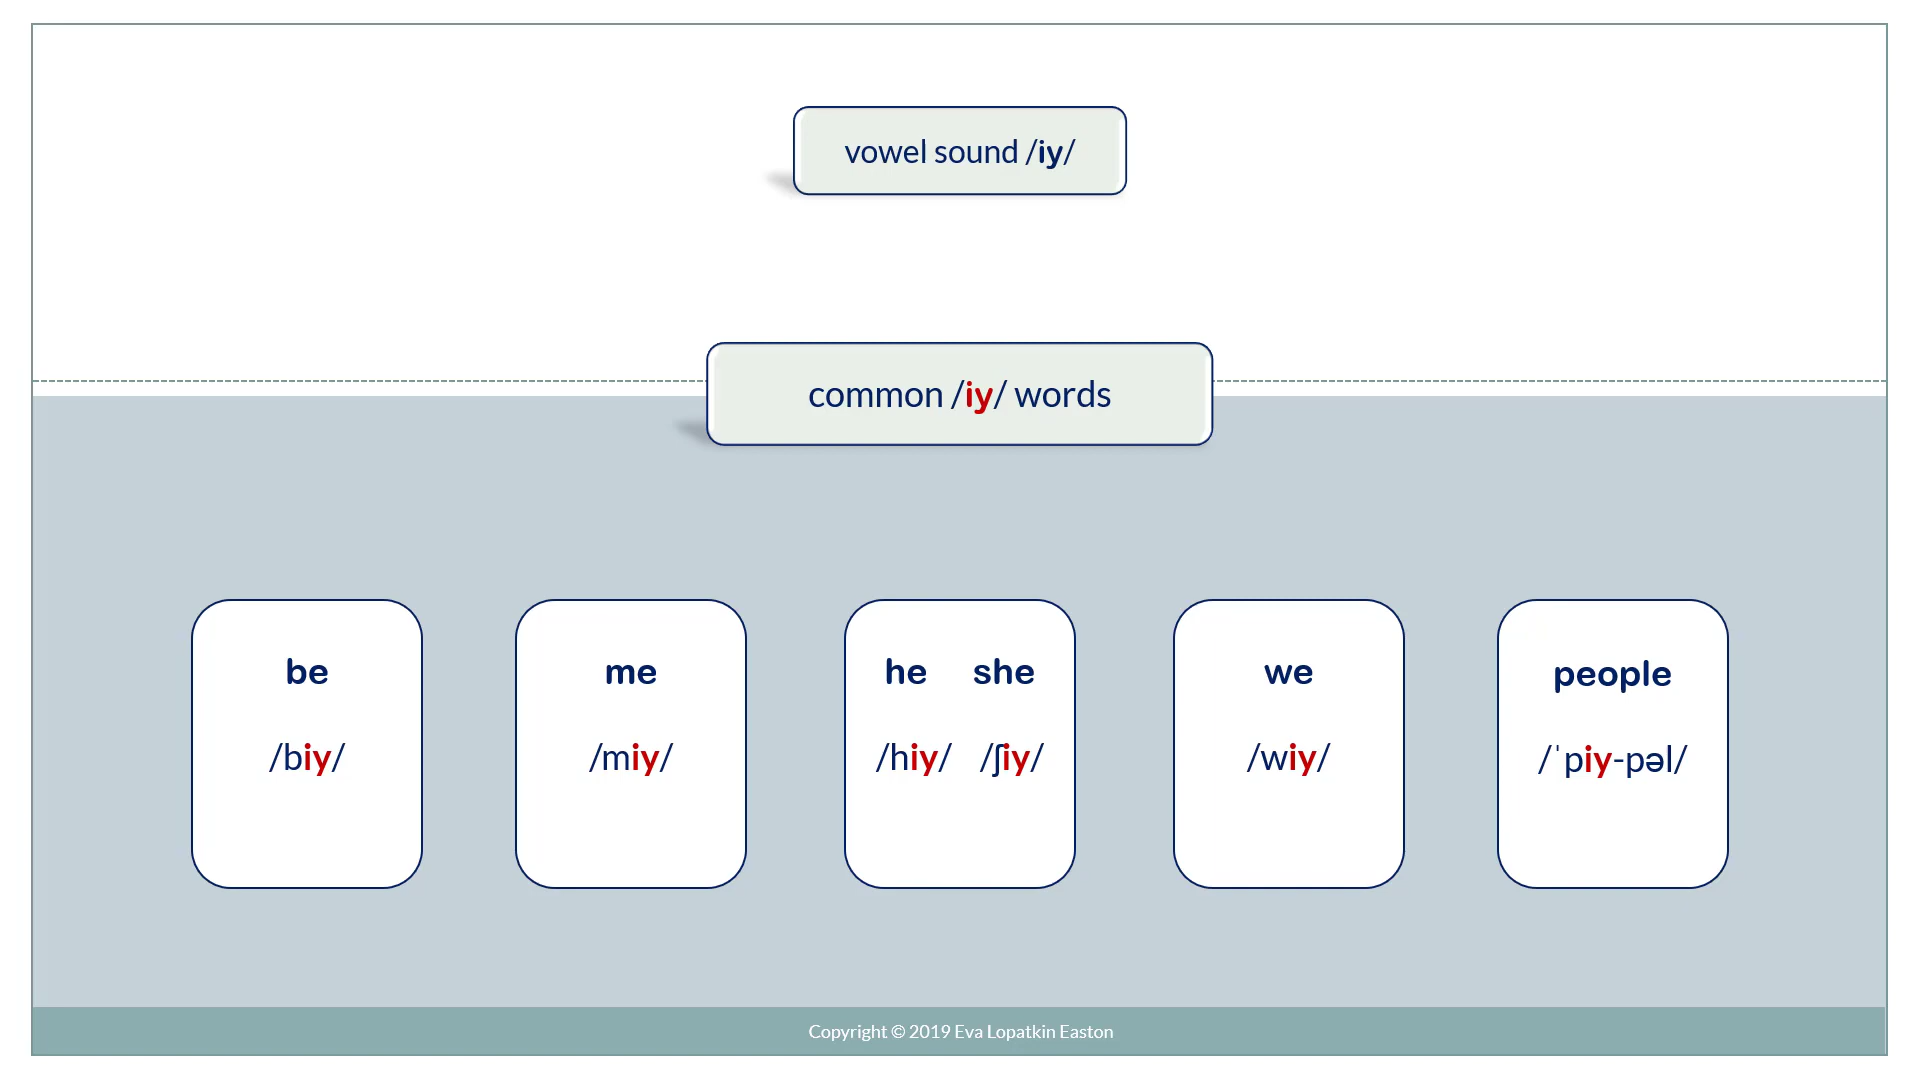 vowel sound /iy/
common /iy/ words
be
/biy/
me
/miy/
he she
/hiy/ /ʃiy/
we
/wiy/
people
/ˈpiy-pəl/
Copyright © 2019 Eva Lopatkin Easton